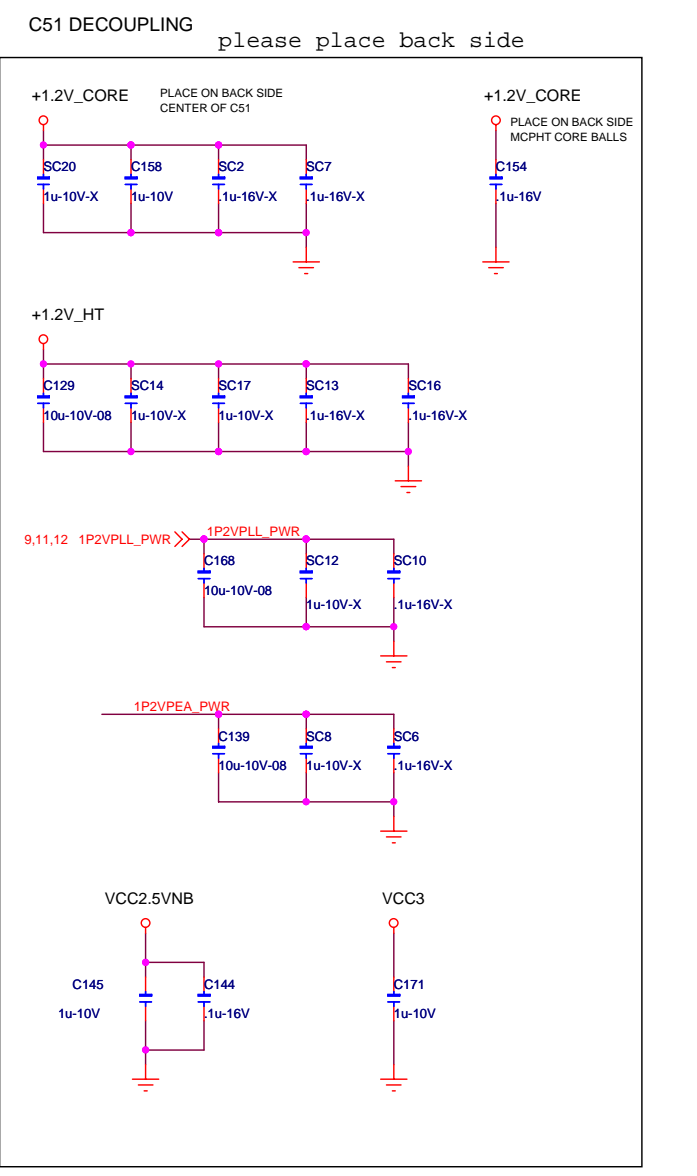 C51 DECOUPLING
please place back side
+1.2V_CORE
PLACE ON BACK SIDE
CENTER OF C51
+1.2V_CORE
PLACE ON BACK SIDE
MCPHT CORE BALLS
SC20
C158
SC2
SC7
C154
1u-10V-X
1u-10V
.1u-16V-X
.1u-16V-X
.1u-16V
+1.2V_HT
C129
SC14
SC17
SC13
SC16
10u-10V-08
1u-10V-X
1u-10V-X
.1u-16V-X
.1u-16V-X
9,11,12 1P2VPLL_PWR
1P2VPLL_PWR
C168
SC12
SC10
10u-10V-08
1u-10V-X
.1u-16V-X
1P2VPEA_PWR
C139
SC8
SC6
10u-10V-08
1u-10V-X
.1u-16V-X
VCC2.5VNB
VCC3
C145
C144
C171
1u-10V
.1u-16V
1u-10V